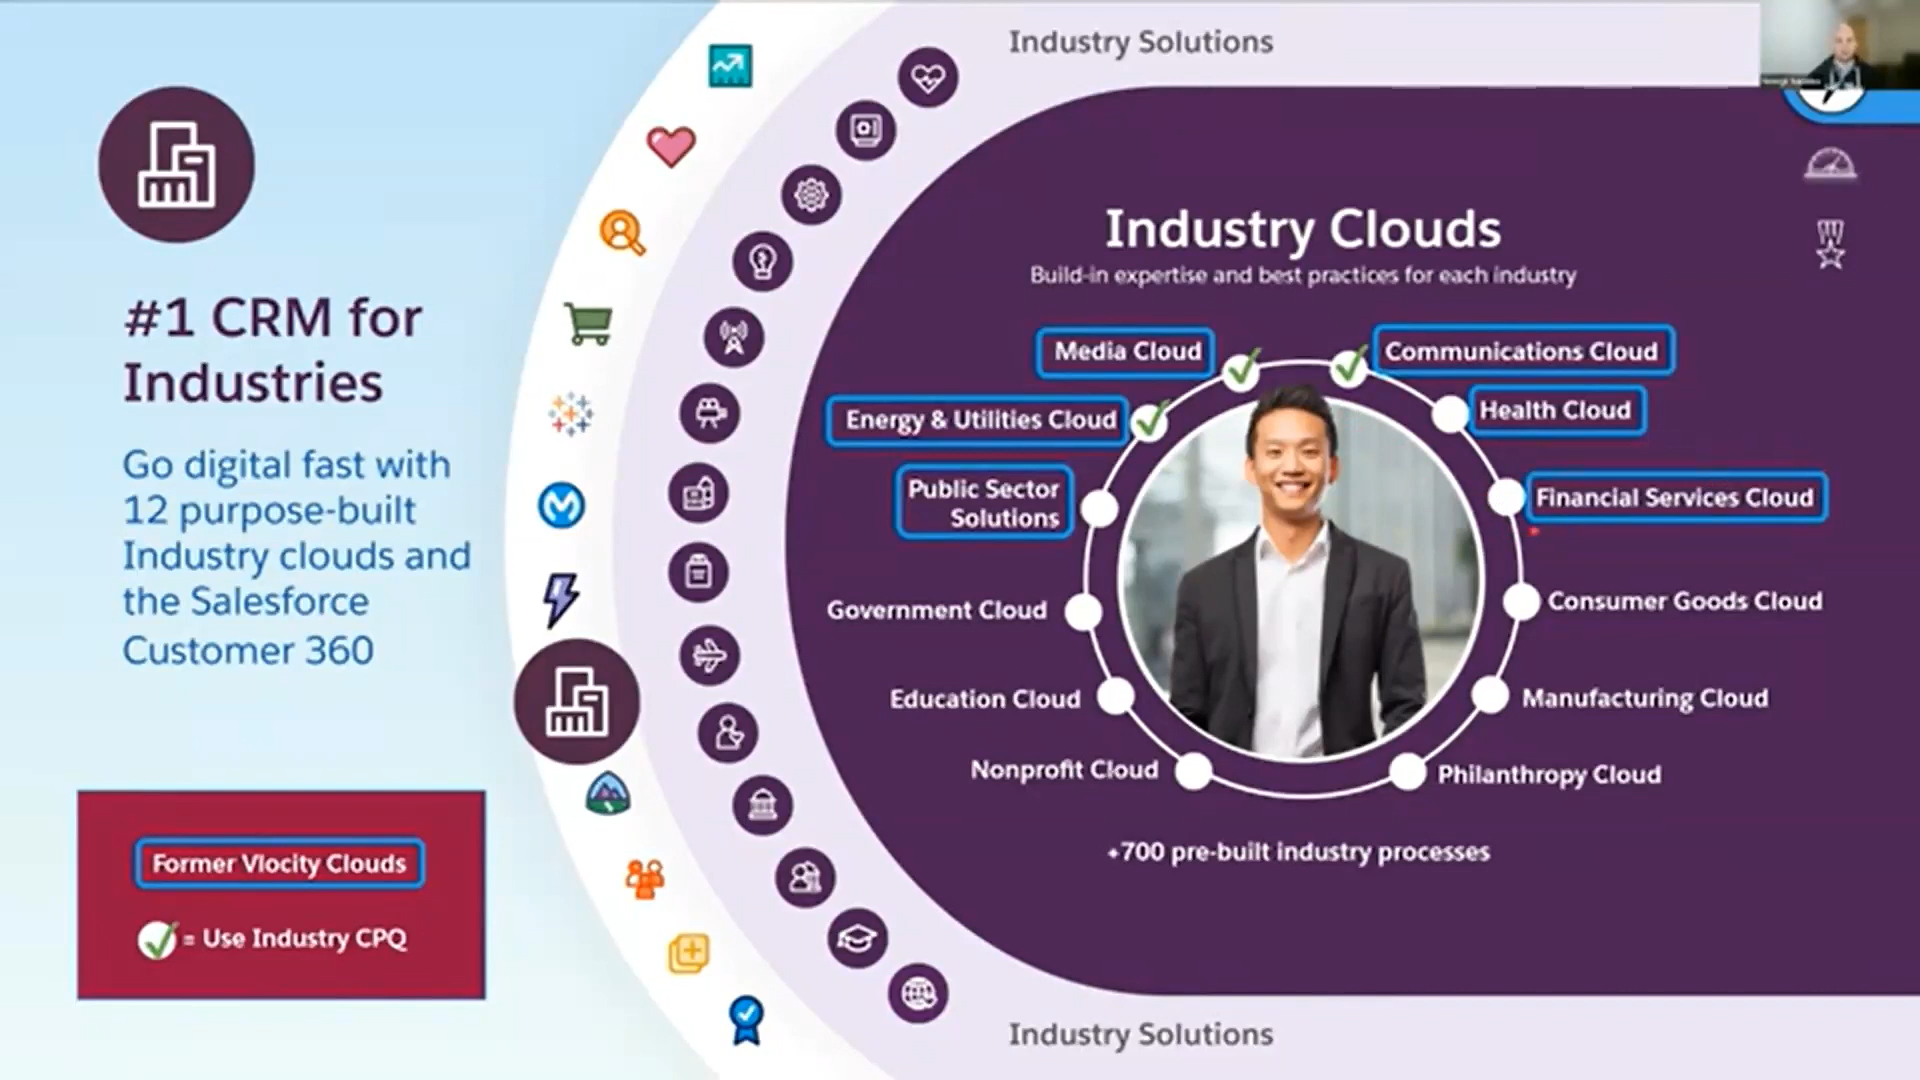 Industry Solutions
#1 CRM for
Industries
Go digital fast with
12 purpose-built
Industry clouds and
the Salesforce
Customer 360
Former Vlocity Clouds
= Use Industry CPQ
Industry Clouds
Build-in expertise and best practices for each industry
Media Cloud
Communications Cloud
Energy & Utilities Cloud
Health Cloud
Public Sector
Solutions
Financial Services Cloud
Government Cloud
Consumer Goods Cloud
Education Cloud
Manufacturing Cloud
Nonprofit Cloud
Philanthropy Cloud
+700 pre-built industry processes
Industry Solutions